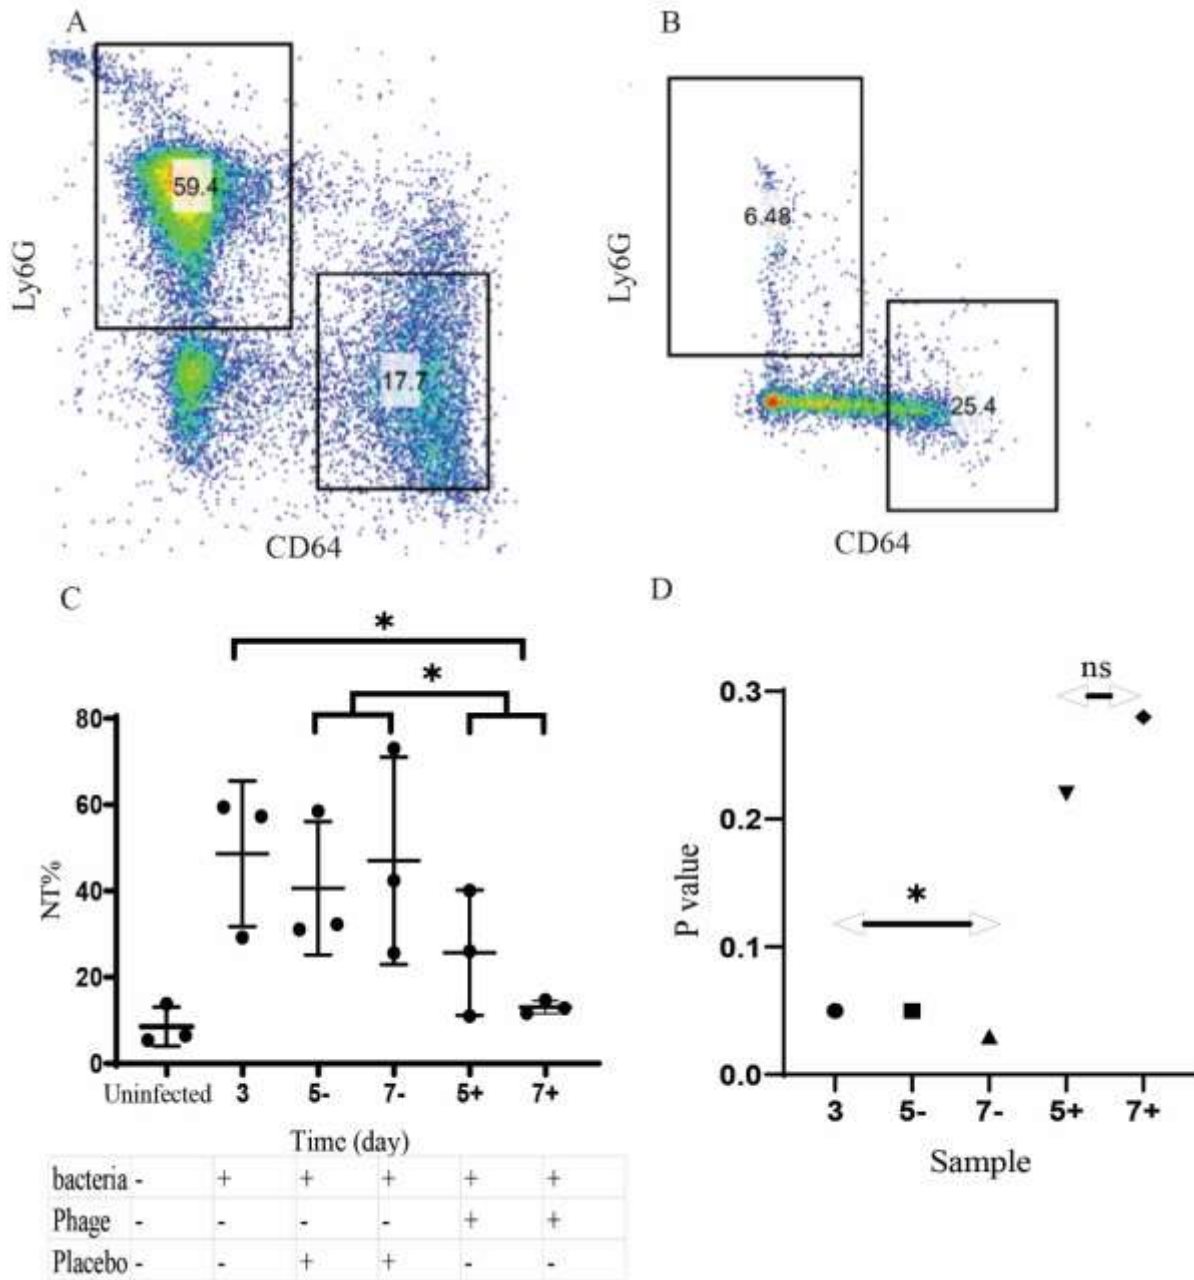 A
B
59.4
17.7
Ly6G
CD64
6.48
25.4
Ly6G
CD64
C
D
*
*
80
60
40
20
0
NT%
Uninfected 3 5- 7- 5+ 7+
Time (day)
bacteria - + + + + +
Phage - - - - + +
Placebo - - + + - -
ns
*
0.3
0.2
0.1
0.0
P value
3 5- 7- 5+ 7+
Sample